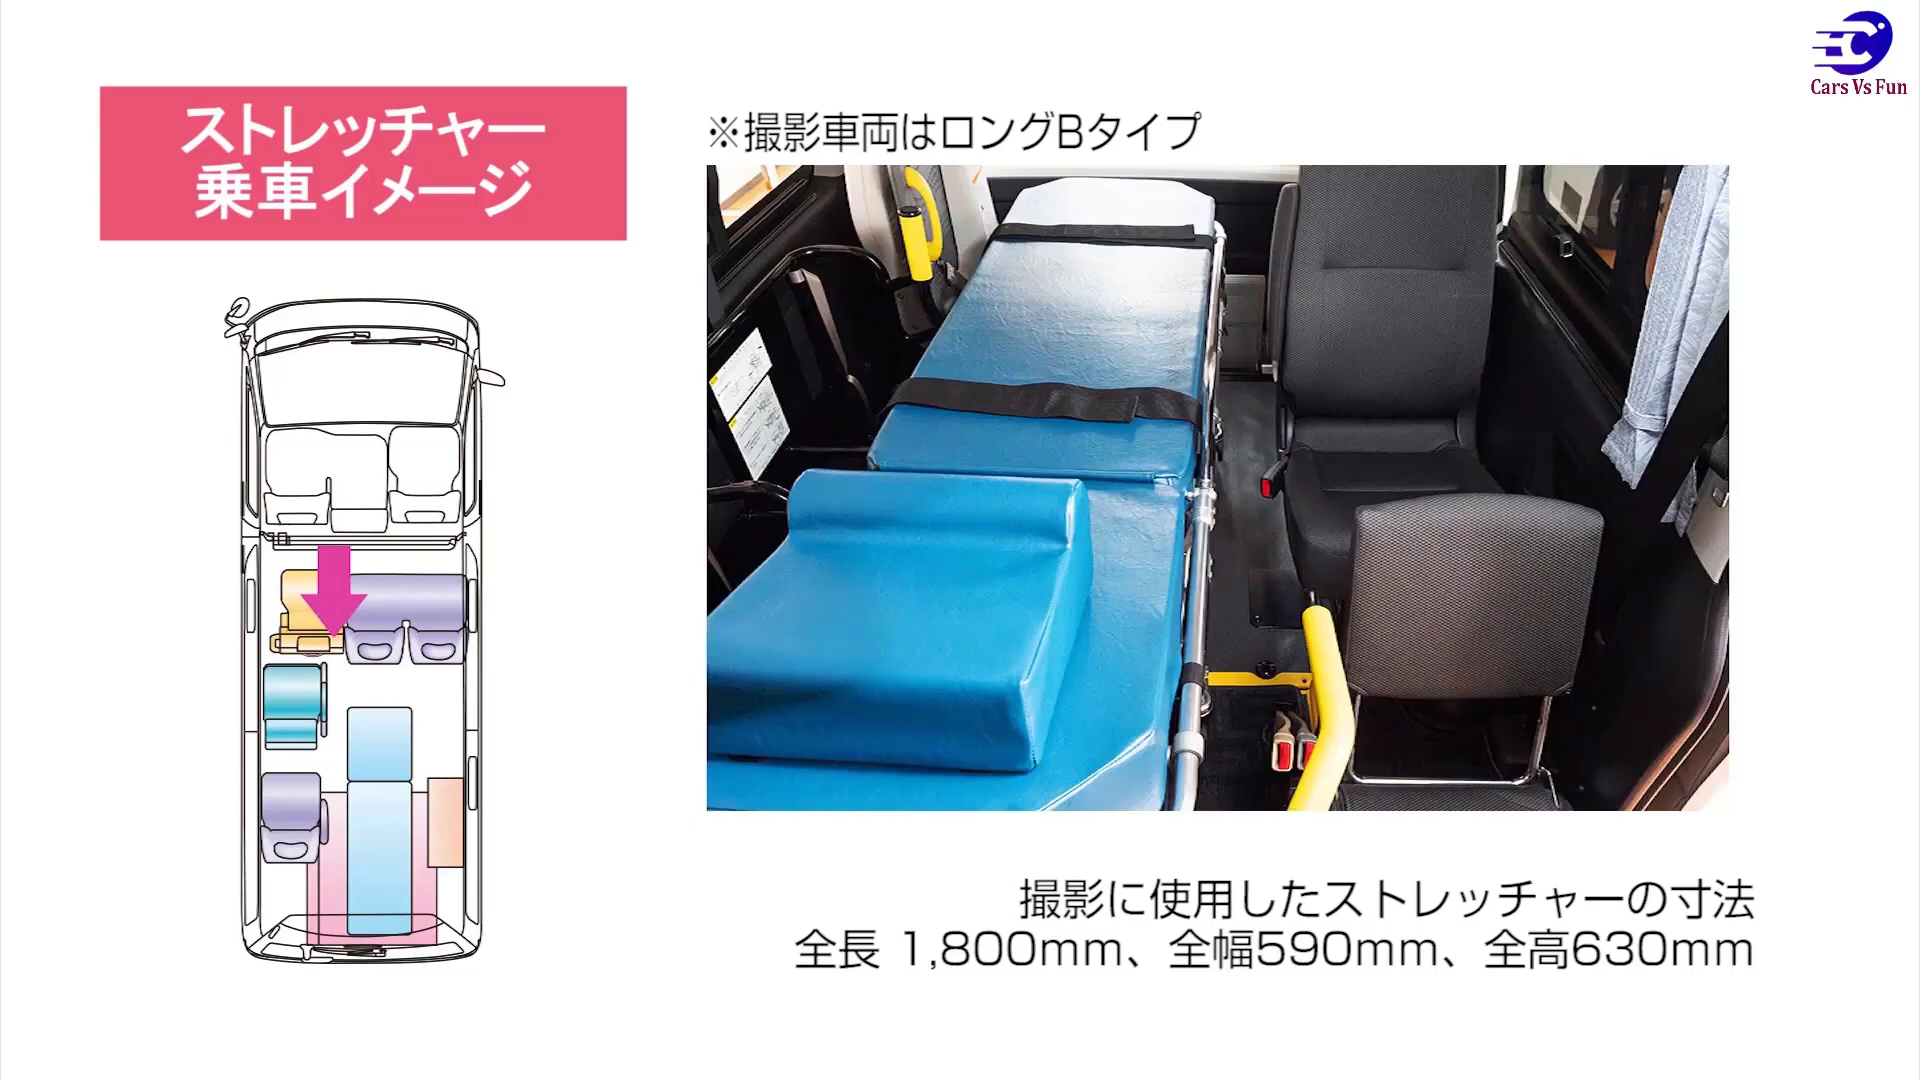 Cars Vs Fun
ストレッチャー
乗車イメージ
※撮影車両はロングBタイプ
撮影に使用したストレッチャーの寸法
全長 1,800mm、全幅590mm、全高630mm